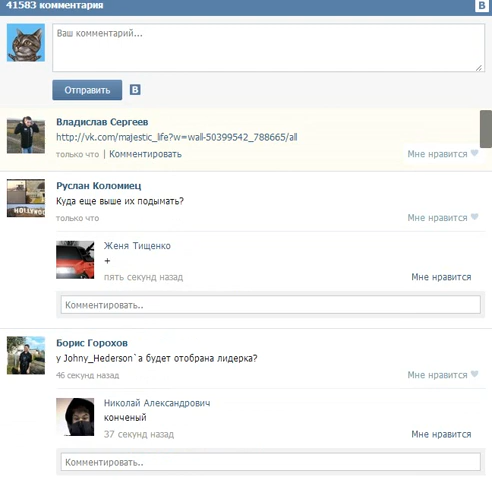 41583 комментария
B
Ваш комментарий...
Отправить B
Владислав Сергеев
http://vk.com/majestic_life?w=wall-50399542_788665/all
только что | Комментировать Мне нравится
Руслан Коломиец
HOLLYWOO
Куда еще выше их подымать?
только что Мне нравится
Женя Тищенко
+
пять секунд назад Мне нравится
Комментировать..
Борис Горохов
у Johny_Hederson`а будет отобрана лидерка?
46 секунд назад Мне нравится
Николай Александрович
конченый
37 секунд назад Мне нравится
Комментировать..